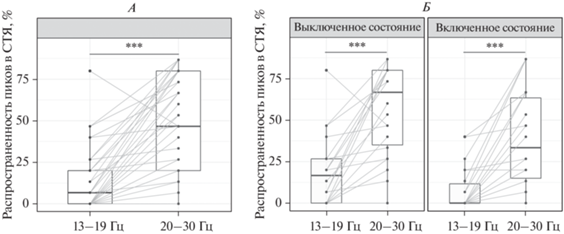 А
Распространенность пиков в СТЯ, %
***
75
50
25
0
13–19 Гц
20–30 Гц
Б
Распространенность пиков в СТЯ, %
Выключенное состояние
Включенное состояние
***
***
75
50
25
0
13–19 Гц
20–30 Гц
13–19 Гц
20–30 Гц